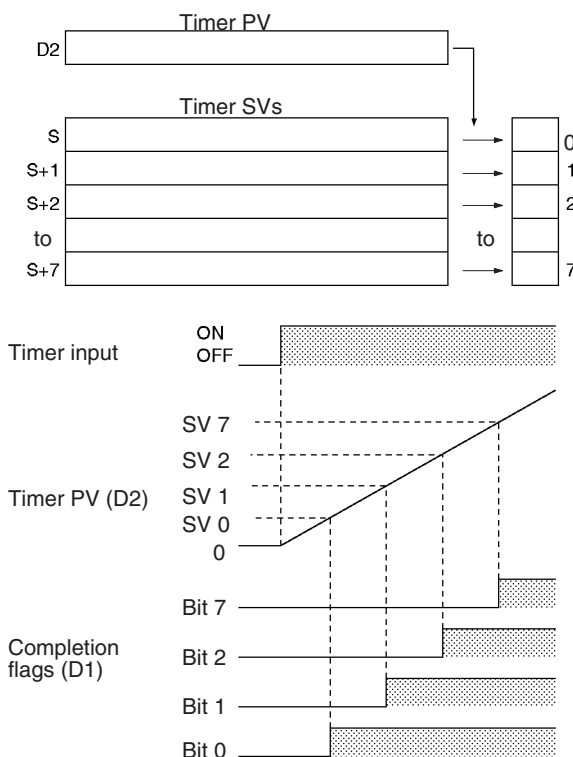 Timer PV
D2
Timer SVs
S
0
S+1
1
S+2
2
to
to
S+7
7
ON
Timer input
OFF
SV 7
SV 2
SV 1
Timer PV (D2)
SV 0
0
Bit 7
Completion
flags (D1)
Bit 2
Bit 1
Bit 0